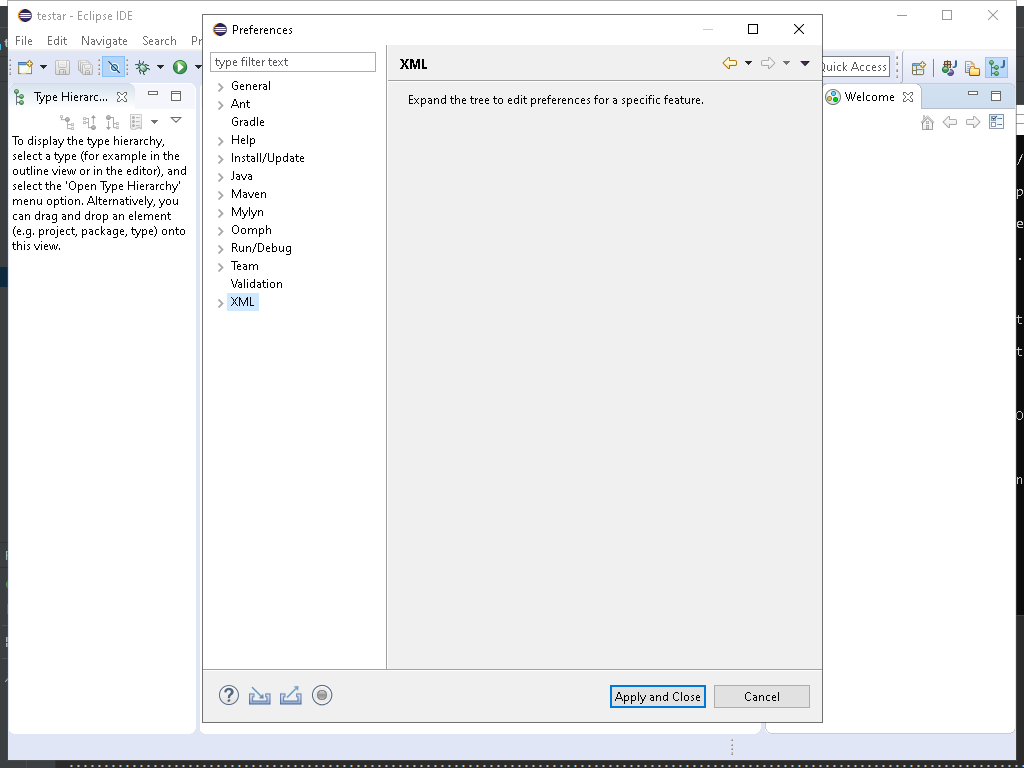 testar - Eclipse IDE
File Edit Navigate Search
Quick Access
Type Hierarc...
To display the type hierarchy,
select a type (for example in the
outline view or in the editor), and
select the 'Open Type Hierarchy'
menu option. Alternatively, you
can drag and drop an element
(e.g. project, package, type) onto
this view.
Preferences
type filter text
General
Ant
Gradle
Help
Install/Update
Java
Maven
Mylyn
Oomph
Run/Debug
Team
Validation
XML
XML
Expand the tree to edit preferences for a specific feature.
Apply and Close
Cancel
Welcome